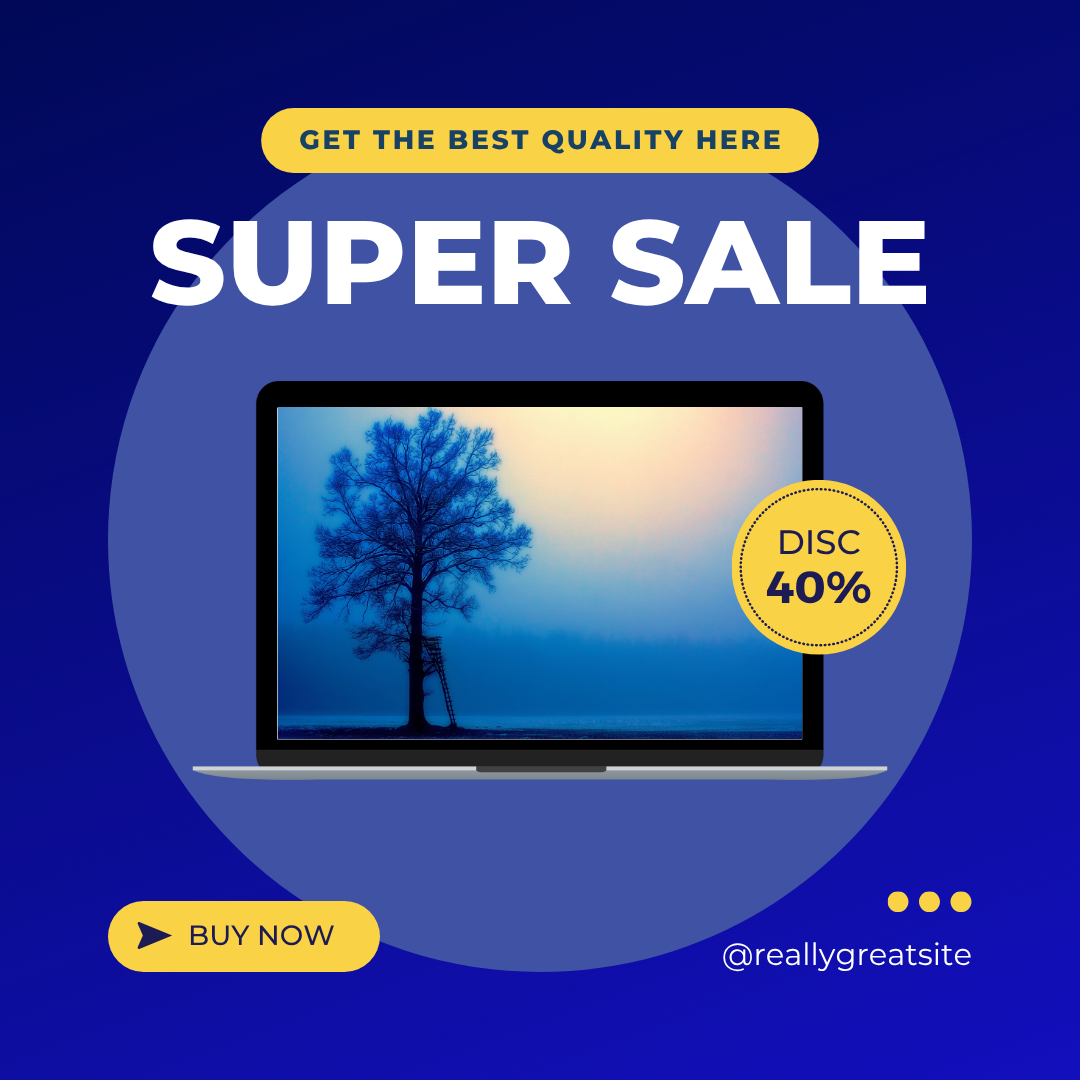 GET THE BEST QUALITY HERE
SUPER SALE
DISC
40%
BUY NOW
@reallygreatsite